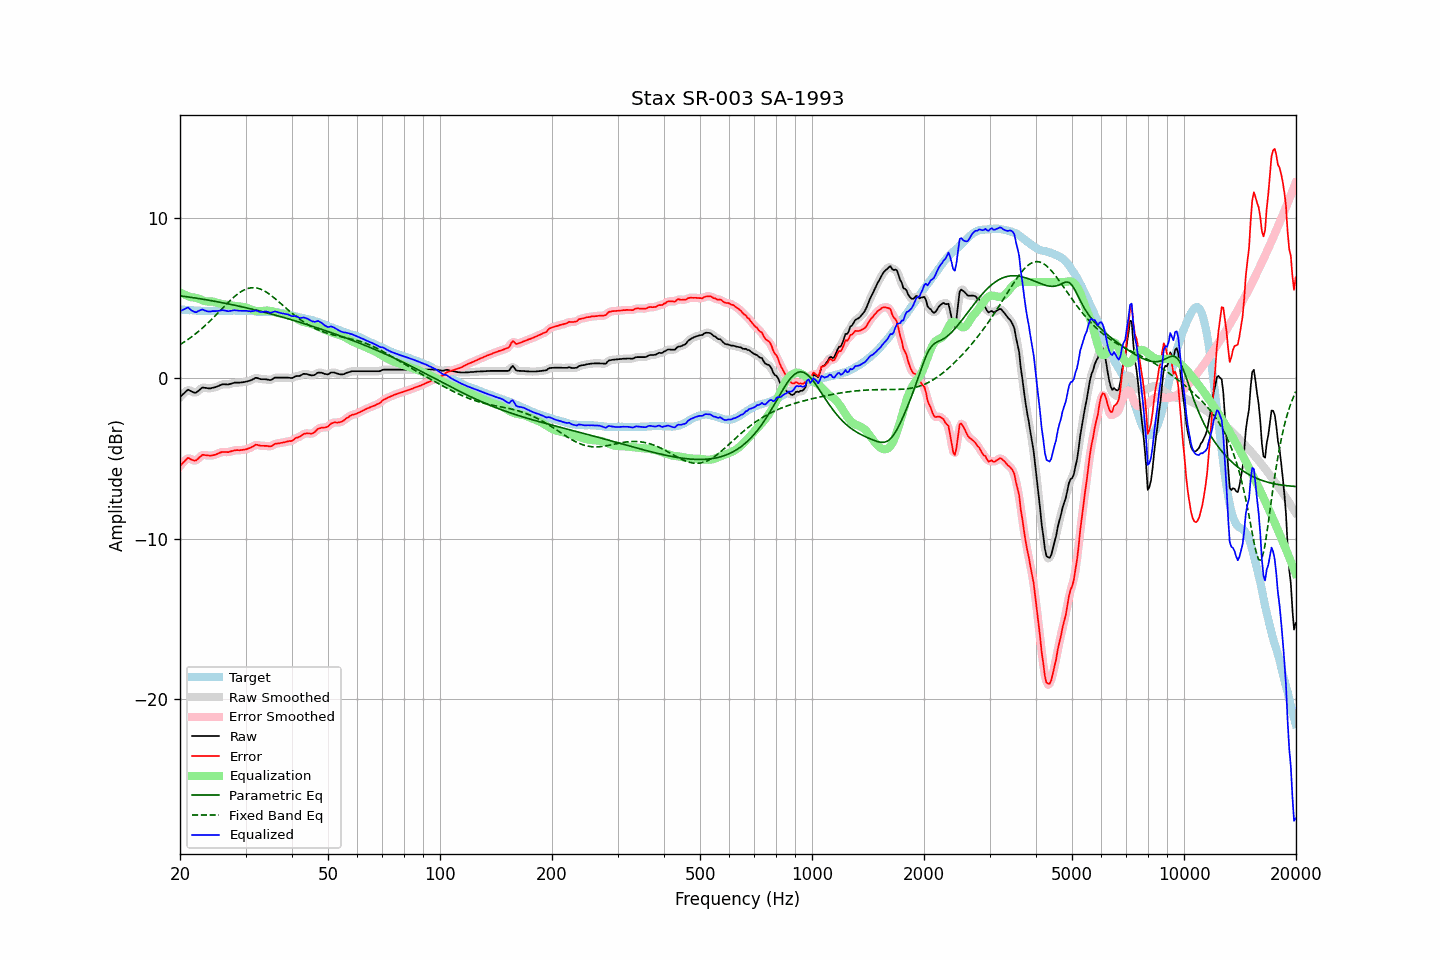 Stax SR-003 SA-1993
Amplitude (dBr)
10
0
−10
−20
Target
Raw Smoothed
Error Smoothed
Raw
Error
Equalization
Parametric Eq
Fixed Band Eq
Equalized
20 50 100 200 500 1000 2000 5000 10000 20000
Frequency (Hz)